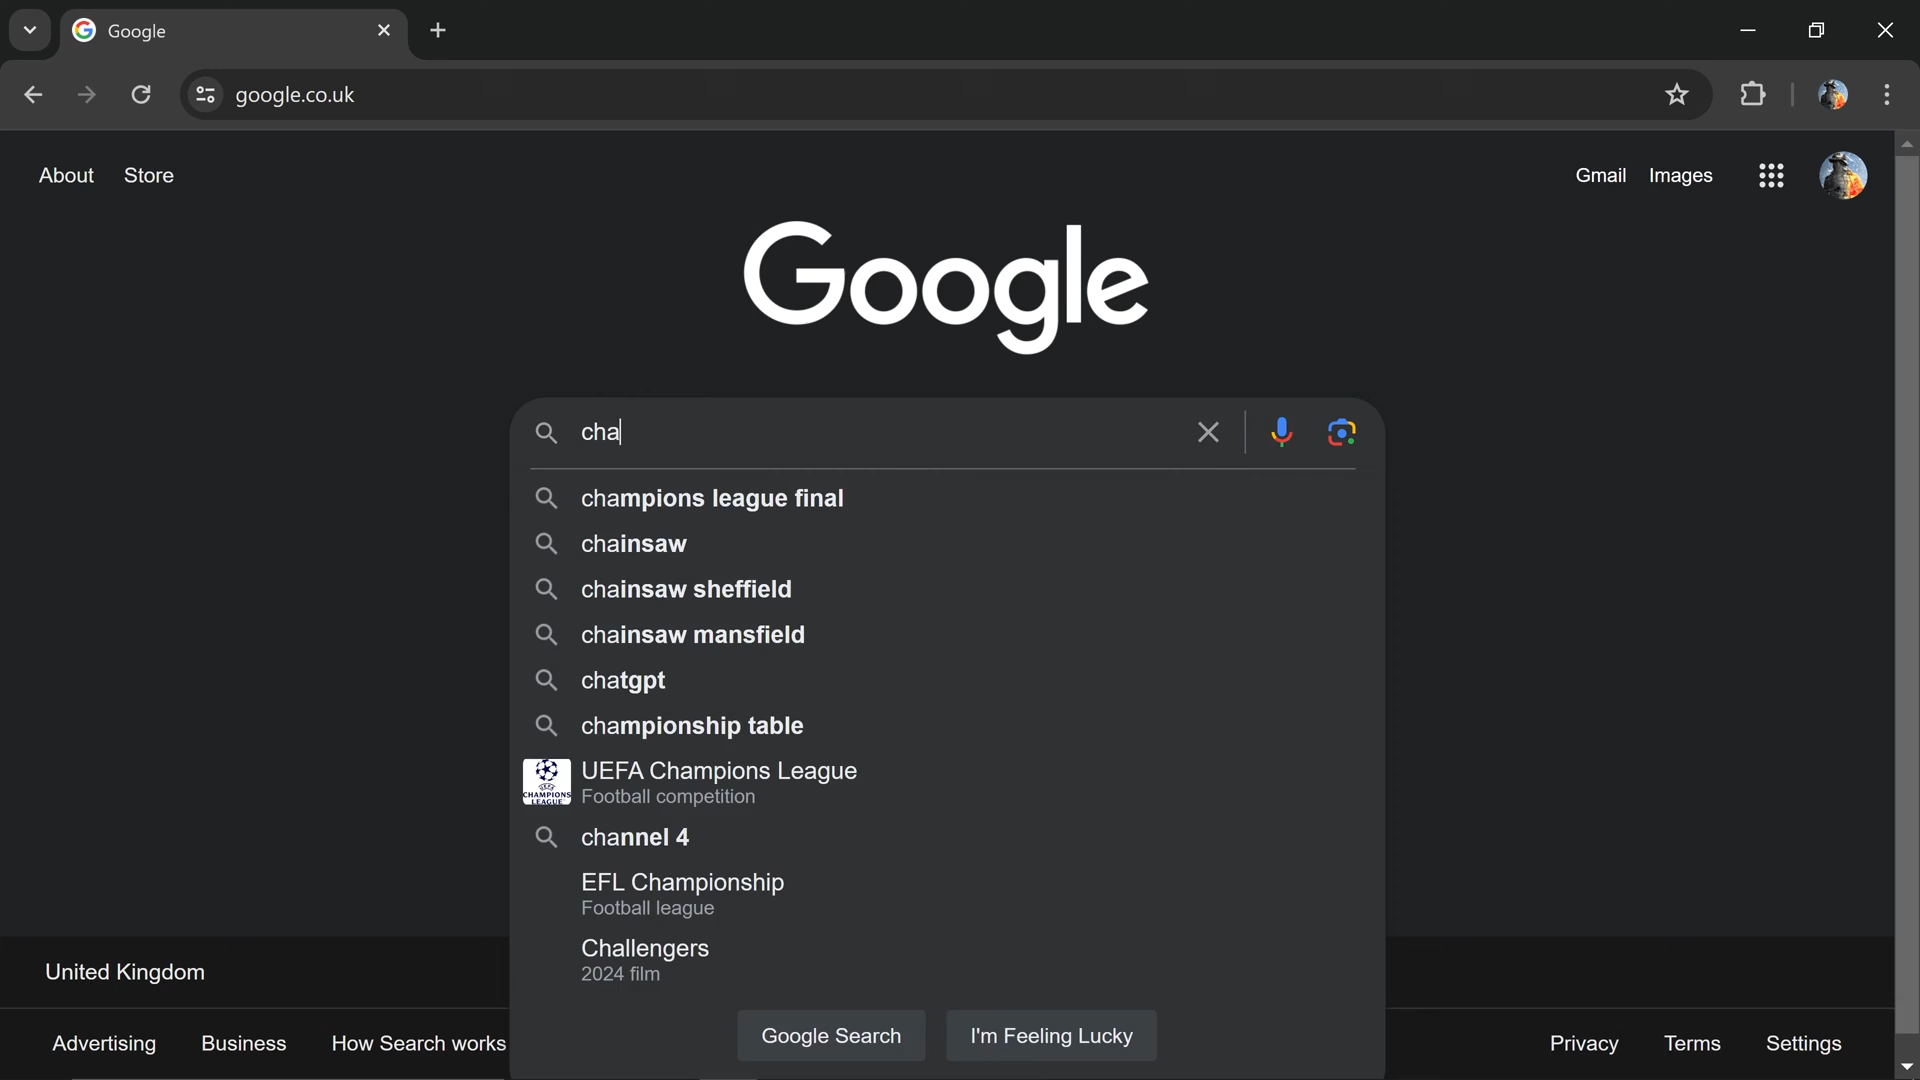 Google
google.co.uk
About Store Gmail Images
Google
cha
champions league final
chainsaw
chainsaw sheffield
chainsaw mansfield
chatgpt
championship table
UEFA Champions League
CHAMPIONS
LEAGUE
Football competition
channel 4
EFL Championship
Football league
Challengers
2024 film
United Kingdom
Google Search I'm Feeling Lucky
Advertising Business How Search works Privacy Terms Settings